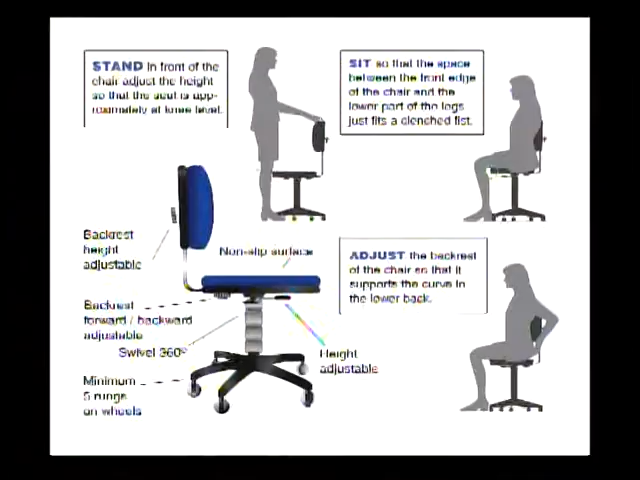 STAND in front of the
chair adjust the height
so that the seat is app-
roximately at knee level.
SIT so that the space
between the front edge
of the chair and the
lower part of the legs
just fits a clenched fist.
Backrest
height
adjustable
Non-slip surface
ADJUST the backrest
of the chair so that it
supports the curve in
the lower back.
Backrest
forward / backward
adjustable
Swivel 360º
Height
adjustable
Minimum
5 rungs
on wheels